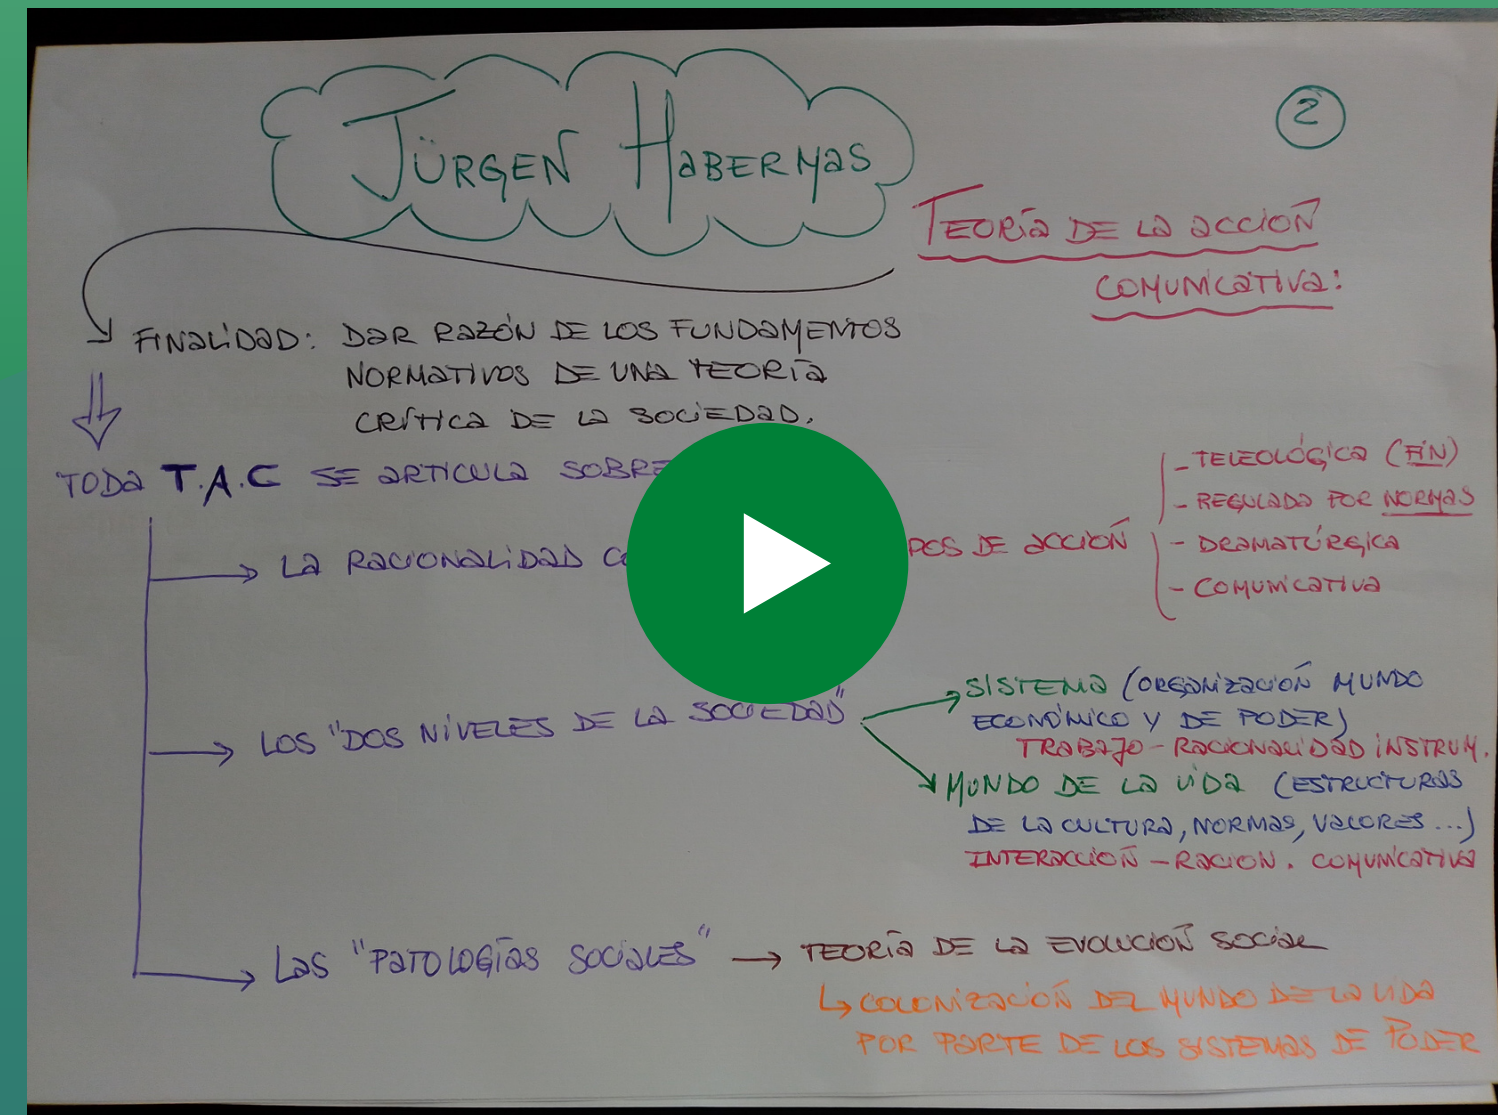 JÜRGEN HABERMAS
2
TEORÍA DE LA ACCIÓN
COMUNICATIVA:
FINALIDAD: DAR RAZÓN DE LOS FUNDAMENTOS
NORMATIVOS DE UNA TEORÍA
CRÍTICA DE LA SOCIEDAD.
TODA T.A.C SE ARTICULA SOBRE
LA RACIONALIDAD
DE ACCIÓN
- TELEOLÓGICA (FIN)
- REGULADA POR NORMAS
- DRAMATÚRGICA
- COMUNICATIVA
LOS "DOS NIVELES DE LA SOCIEDAD"
SISTEMA (ORGANIZACIÓN MUNDO
ECONÓMICO Y DE PODER)
TRABAJO - RACIONALIDAD INSTRUM.
MUNDO DE LA VIDA (ESTRUCTURAS
DE LA CULTURA, NORMAS, VALORES...)
INTERACCIÓN - RACION. COMUNICATIVA
LAS "PATOLOGÍAS SOCIALES" → TEORÍA DE LA EVOLUCIÓN SOCIAL
↳ COLONIZACIÓN DEL MUNDO DE LA VIDA
POR PARTE DE LOS SISTEMAS DE PODER